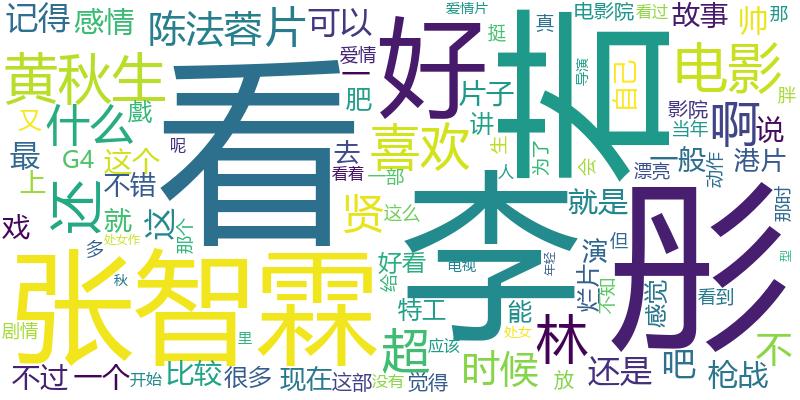 记得
感情
陈法蓉
片
可以
好
爱情片
挺
电影院
看过
故事
真
帅
那
黄秋生
爱情
一
肥
片子
讲
导演
自己
电影
胖
又
什么
戲
呢
看
喜欢
若
生
人
为了
会
影院
当年
啊
说
最
G4
这个
去
看着
一部
漂亮
一般
动作
港片
上
不错
还
就
这
那个
贤
这么
李
就是
彤
那时
戏
多
处女作
秋
张智霖
好看
给
电视
年轻
演
但
烂片
不知
感觉
看到
型
剧情
里
特工
能
超
应该
处女
林
时候
放
还是
吧
枪战
不
不过
一个
开始
比较
很多
现在
这部
没有
觉得